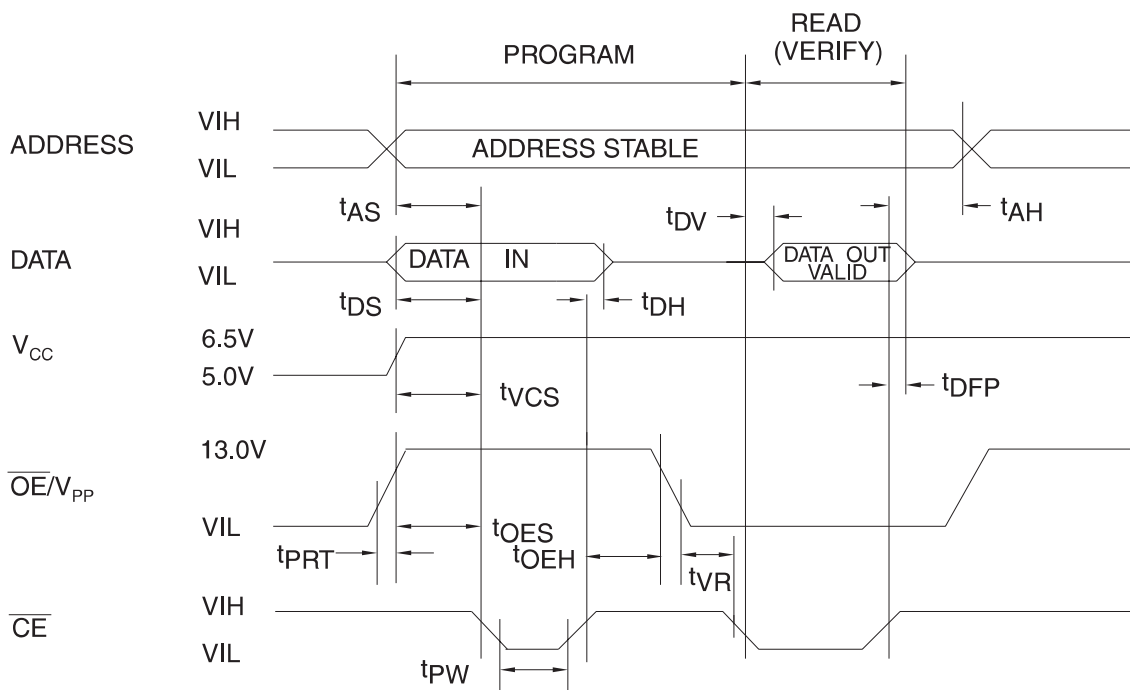 READ
(VERIFY)
PROGRAM
ADDRESS
VIH
VIL
ADDRESS STABLE
tAS
tDV
tAH
DATA
VIH
VIL
DATA IN
DATA OUT
VALID
tDS
tDH
VCC
6.5V
5.0V
tVCS
tDFP
OE/VPP
13.0V
VIL
tPRT
tOES
tOEH
tVR
CE
VIH
VIL
tPW